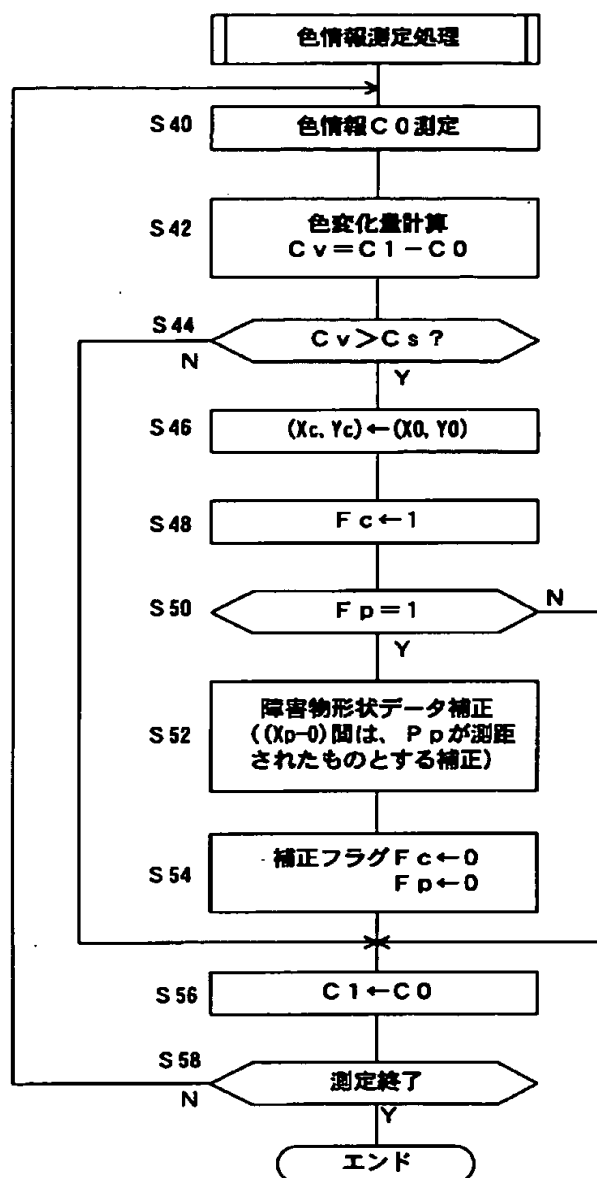 色情報測定処理
S40
色情報C0測定
S42
色変化量計算
Cv=C1-C0
S44
Cv>Cs?
N
Y
S46
(Xc,Yc)←(X0,Y0)
S48
Fc←1
S50
Fp=1
N
Y
S52
障害物形状データ補正
((Xp-0)間は、Ppが測距
されたものとする補正)
S54
補正フラグFc←0
Fp←0
S56
C1←C0
S58
測定終了
N
Y
エンド